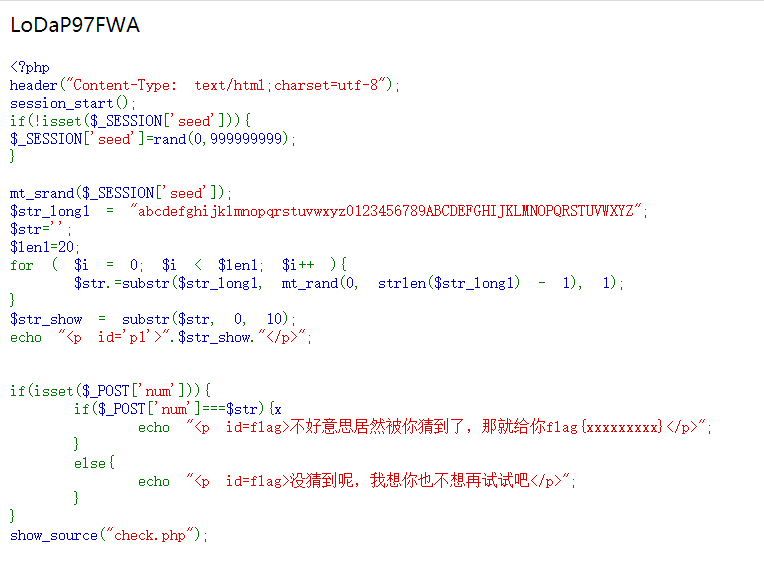 LoDaP97FWA
<?php
header("Content-Type: text/html;charset=utf-8");
session_start();
if(!isset($_SESSION['seed'])){
$_SESSION['seed']=rand(0,999999999);
}
mt_srand($_SESSION['seed']);
$str_long1 = "abcdefghijklmnopqrstuvwxyz0123456789ABCDEFGHIJKLMNOPQRSTUVWXYZ";
$str='';
$len1=20;
for ( $i = 0; $i < $len1; $i++ ){
$str.=substr($str_long1, mt_rand(0, strlen($str_long1) - 1), 1);
}
$str_show = substr($str, 0, 10);
echo "<p id='p1'>".$str_show."</p>";
if(isset($_POST['num'])){
if($_POST['num']===$str){x
echo "<p id=flag>不好意思居然被你猜到了，那就给你flag{xxxxxxxxx}</p>";
}
else{
echo "<p id=flag>没猜到呢，我想你也不想再试试吧</p>";
}
}
show_source("check.php");